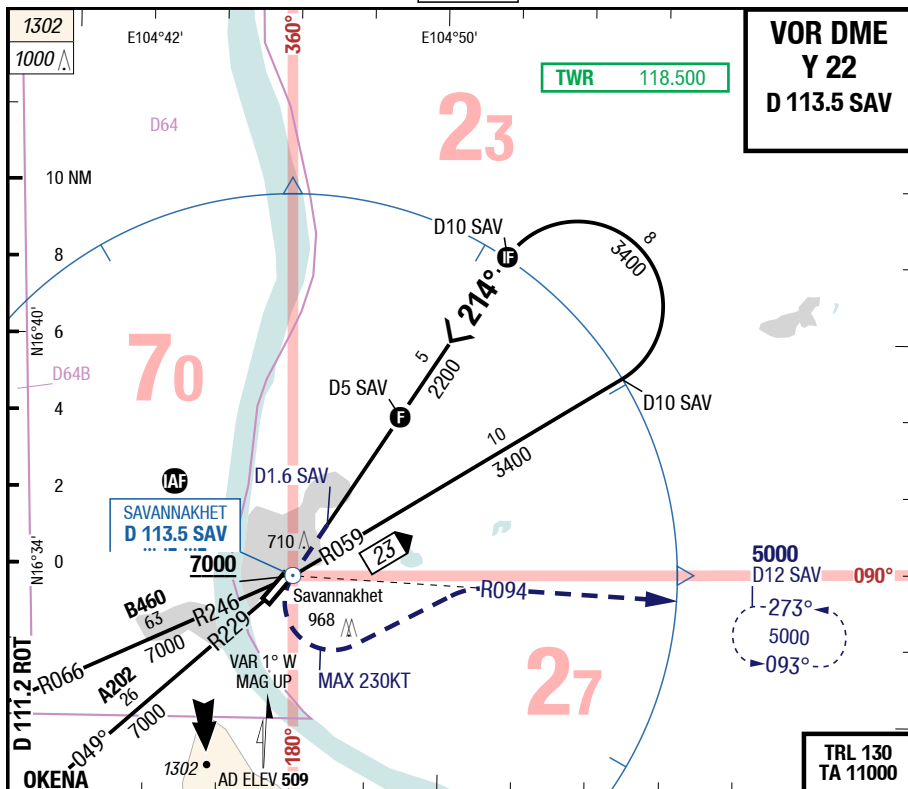 1302
1000
E104°42'
360°
E104°50'
TWR 118.500
VOR DME
Y 22
D 113.5 SAV
D64
23
10 NM
D10 SAV
IF
8
3400
8
N16°40'
6
214°
70
D64B
5
2200
D5 SAV
F
4
D10 SAV
10
3400
2
IAF
D1.6 SAV
SAVANNAKHET
D 113.5 SAV
710
R059
23
N16°34'
0
7000
5000
D12 SAV
090°
Savannakhet
968
R094
273°
5000
093°
B460
63
7000
R246
R229
R066
A202
26
7000
049°
VAR 1° W
MAG UP
MAX 230KT
27
D 111.2 ROT
180°
1302
AD ELEV 509
OKENA
TRL 130
TA 11000